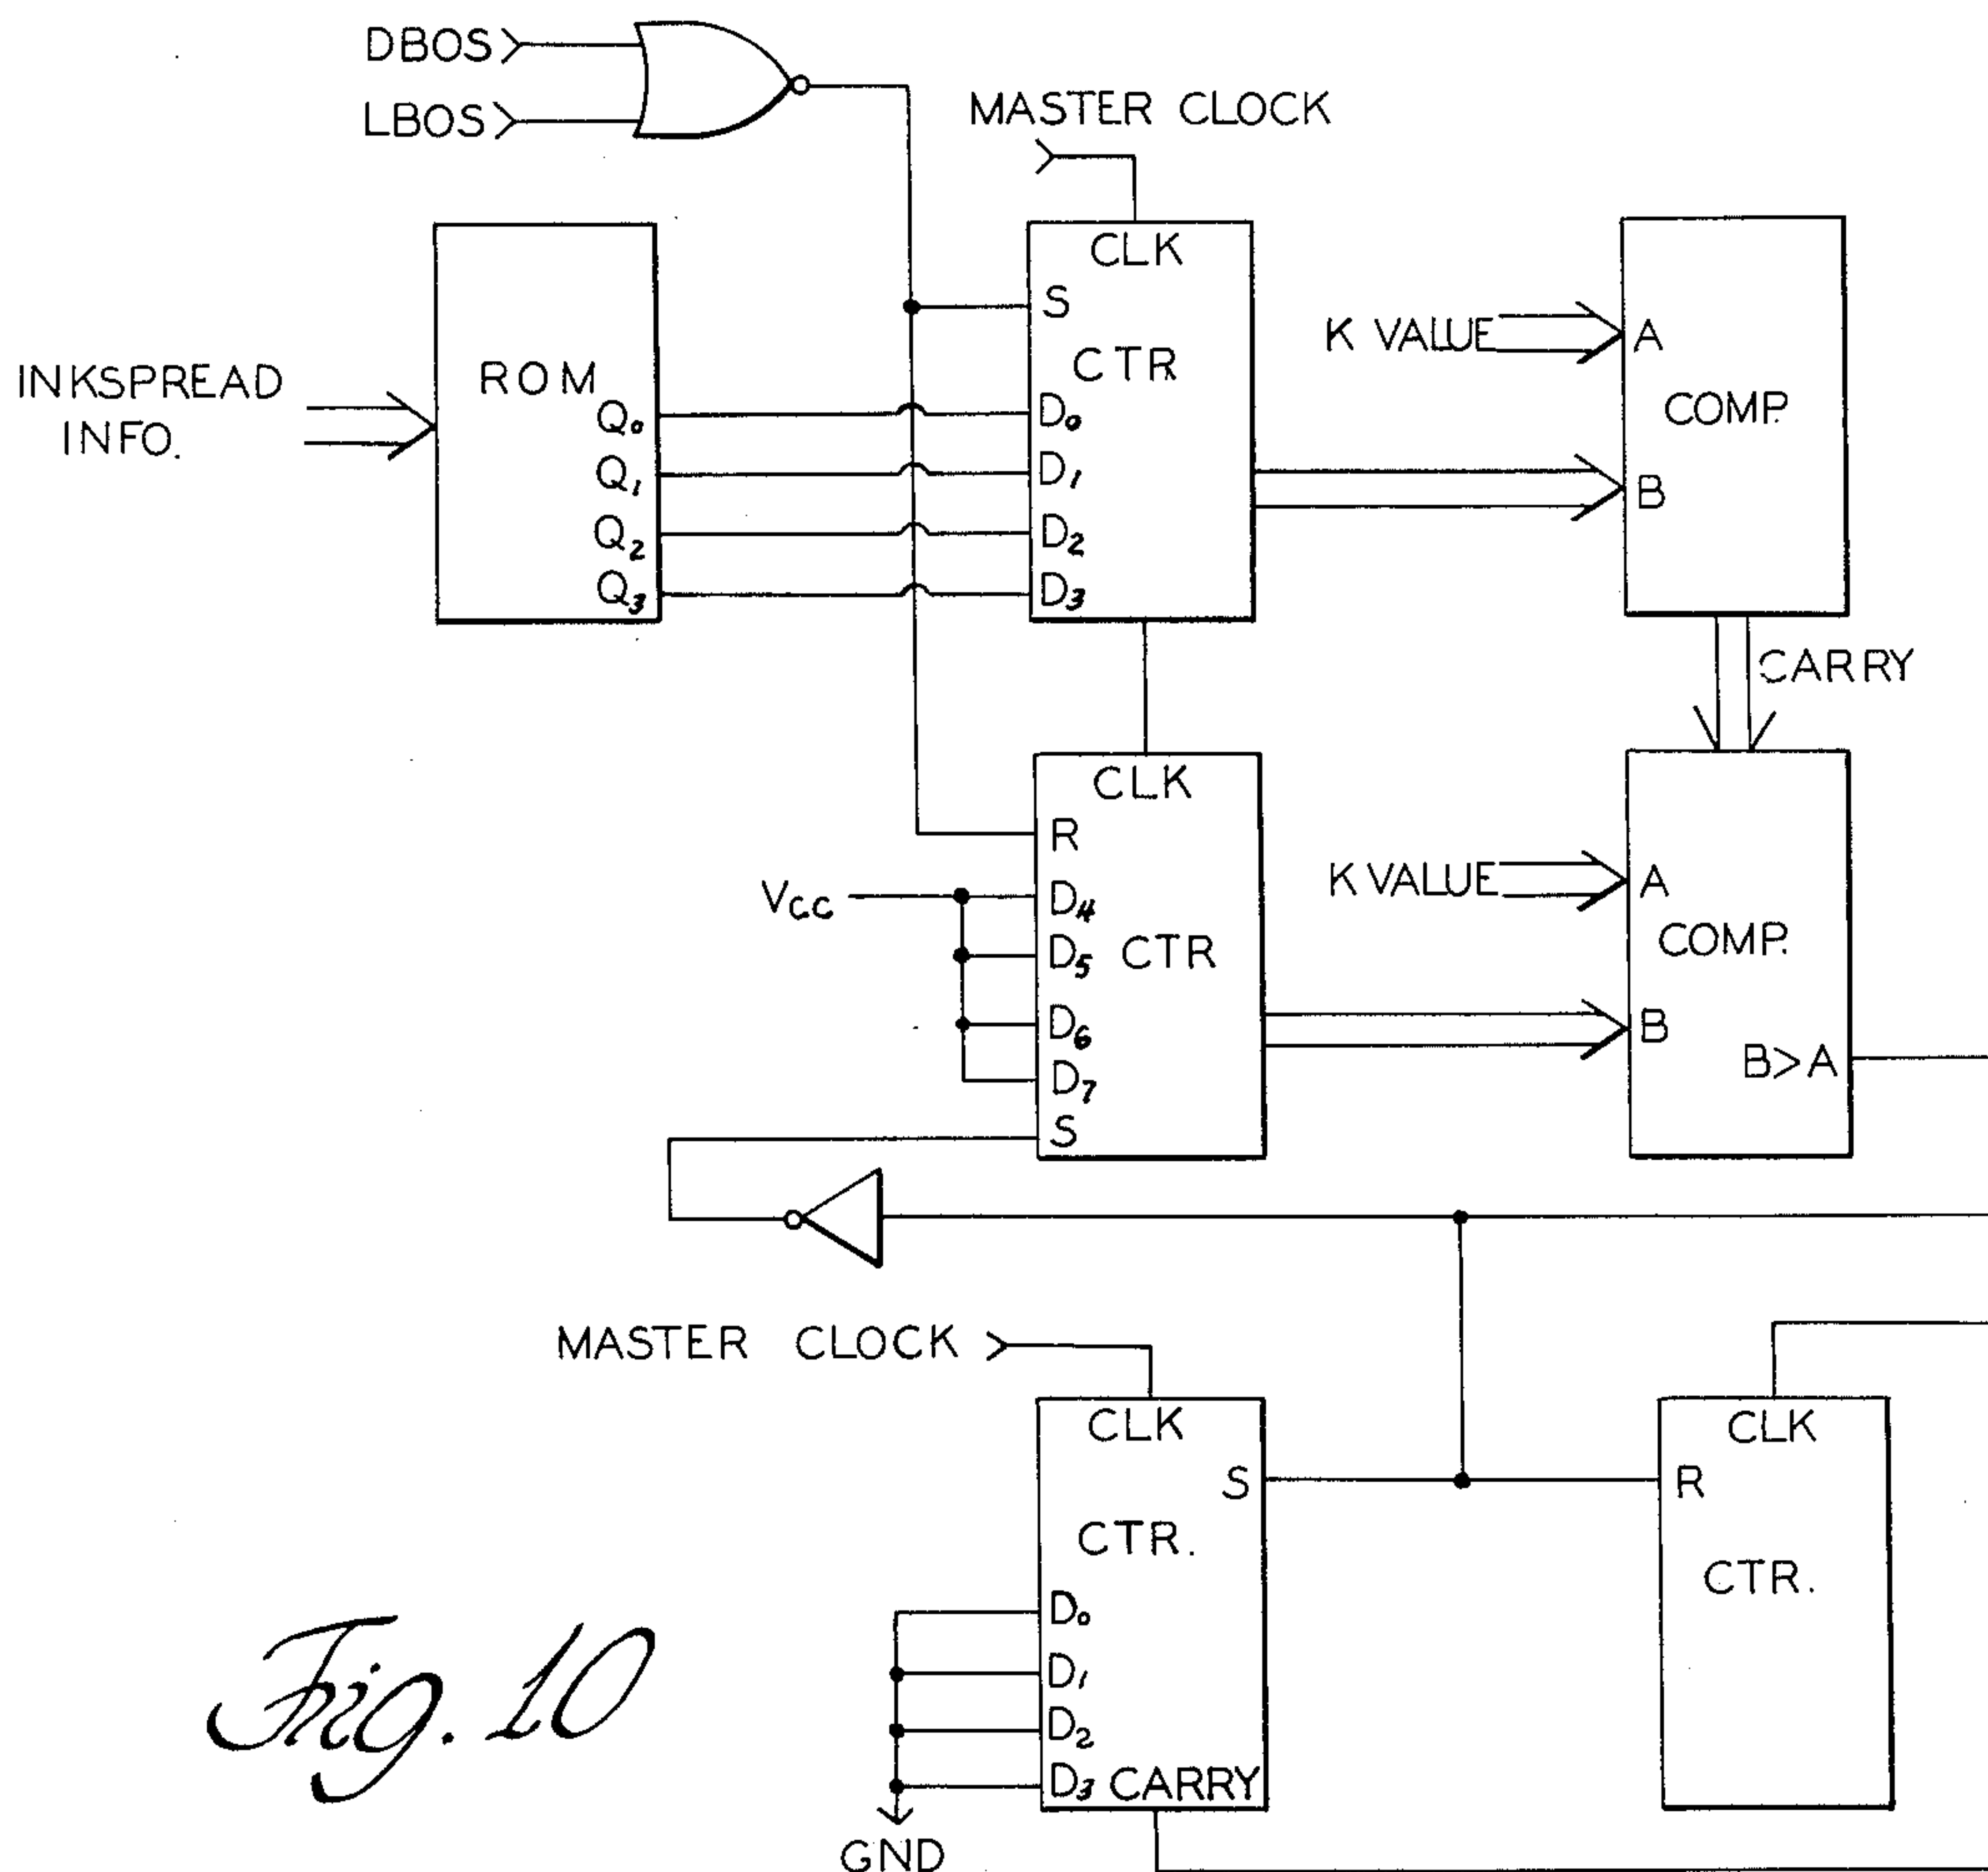 DBOS
LBOS
MASTER CLOCK
INKSPREAD
INFO.
ROM
Q₀
Q₁
Q₂
Q₃
CLK
S
CTR
D₀
D₁
D₂
D₃
K VALUE
A
COMP.
B
CARRY
CLK
R
VCC
D₄
D₅
CTR
D₆
D₇
S
K VALUE
A
COMP.
B
B>A
MASTER CLOCK
CLK
S
CTR.
D₀
D₁
D₂
D₃
CARRY
GND
CLK
R
CTR.
Fig. 10